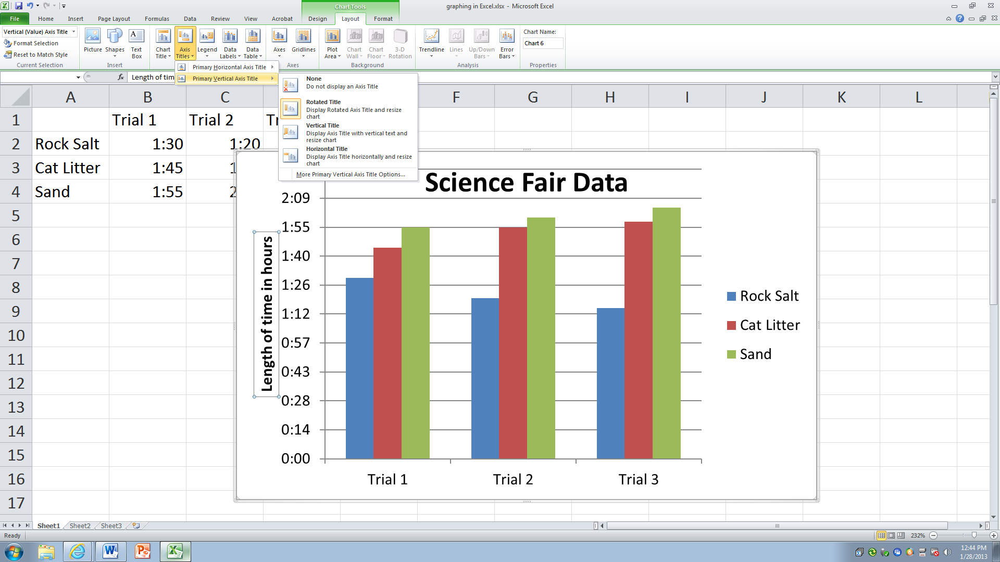 Chart Tools
graphing in Excel.xlsx - Microsoft Excel
File Home Insert Page Layout Formulas Data Review View Acrobat Design Layout Format
Vertical (Value) Axis Title
Format Selection
Reset to Match Style
Current Selection
Picture Shapes Text Box
Insert
Chart Title Axis Titles Legend Data Labels Data Table
Axes Gridlines
Axes
Plot Area Chart Wall Chart Floor 3-D Rotation
Background
Trendline Lines Up/Down Bars Error Bars
Analysis
Chart Name:
Chart 6
Properties
Primary Horizontal Axis Title
Primary Vertical Axis Title
fx Length of tim
None
Do not display an Axis Title
Rotated Title
Display Rotated Axis Title and resize
chart
Vertical Title
Display Axis Title with vertical text and
resize chart
Horizontal Title
Display Axis Title horizontally and resize
chart
More Primary Vertical Axis Title Options...
A B C F G H I J K L
1 Trial 1 Trial 2 Tr
2 Rock Salt 1:30 1:20
3 Cat Litter 1:45 1
4 Sand 1:55 2
5
6
7
8
9
10
11
12
13
14
15
16
17
Science Fair Data
Length of time in hours
2:09
1:55
1:40
1:26
1:12
0:57
0:43
0:28
0:14
0:00
Trial 1 Trial 2 Trial 3
Rock Salt
Cat Litter
Sand
Sheet1 Sheet2 Sheet3
Ready
232%
12:44 PM
1/28/2013